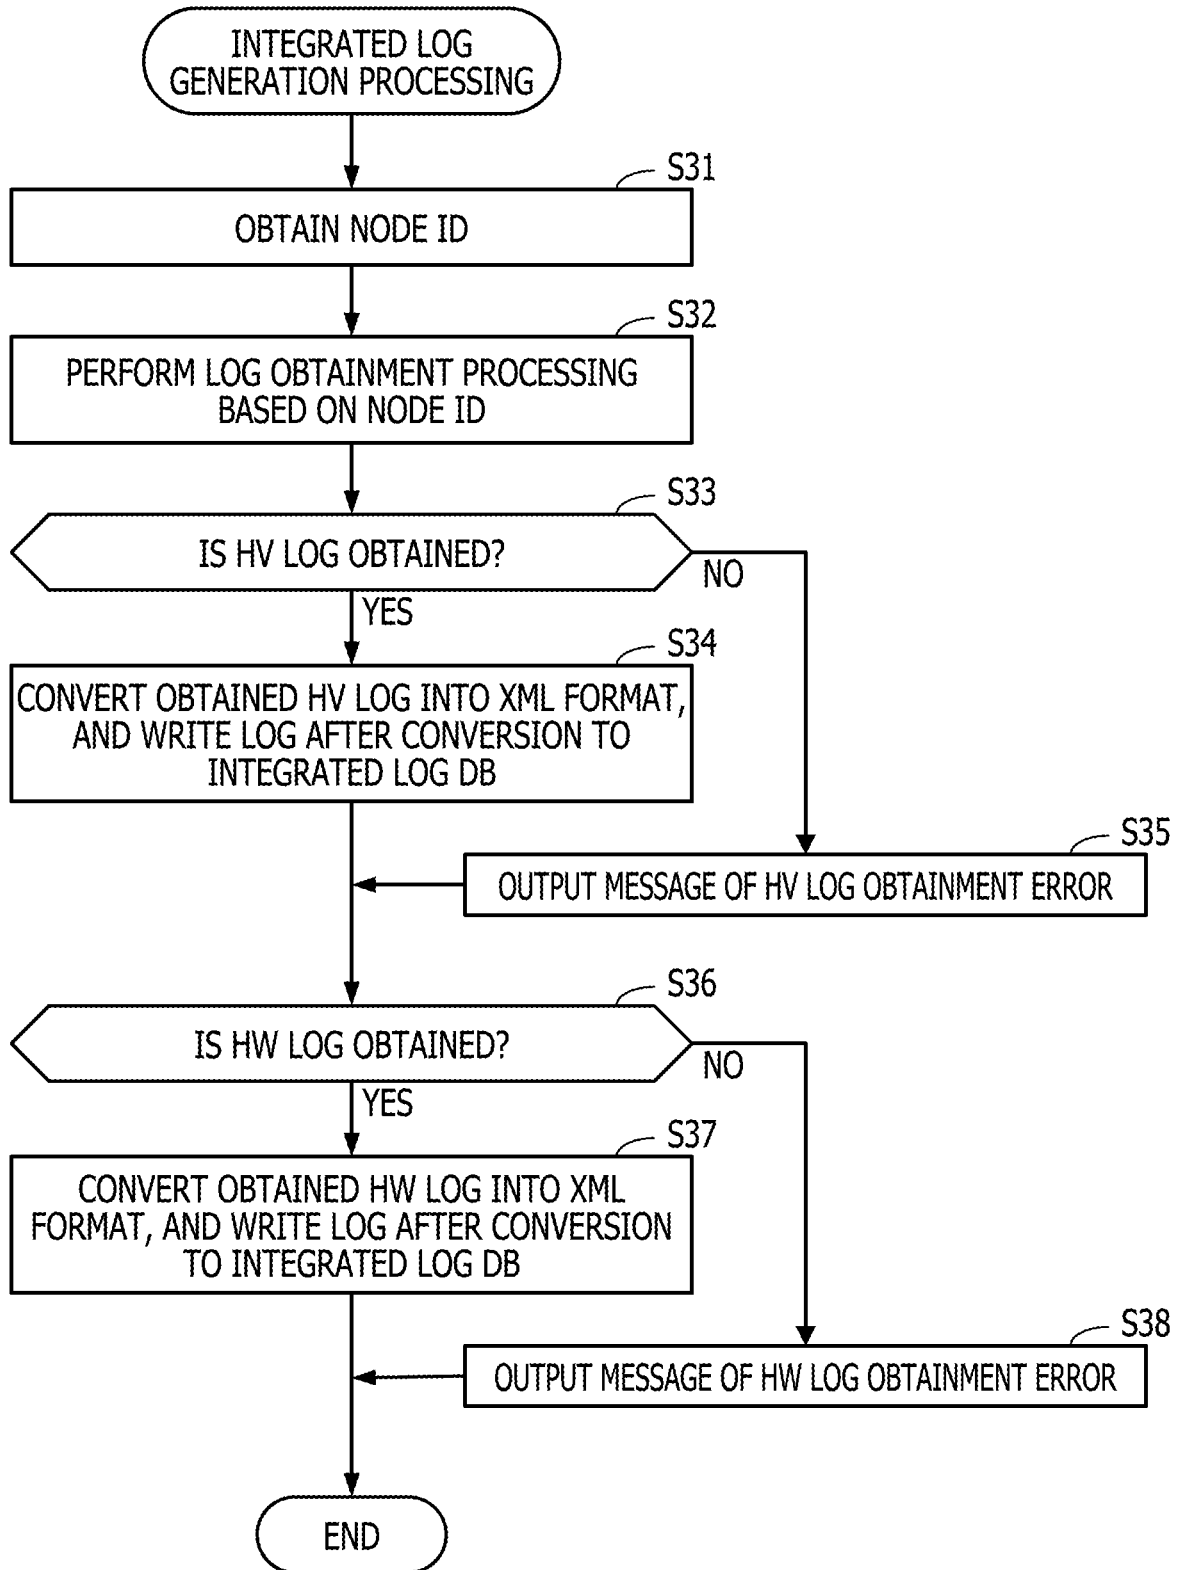 INTEGRATED LOG
GENERATION PROCESSING
S31
OBTAIN NODE ID
S32
PERFORM LOG OBTAINMENT PROCESSING
BASED ON NODE ID
S33
IS HV LOG OBTAINED?
NO
YES
S34
CONVERT OBTAINED HV LOG INTO XML FORMAT,
AND WRITE LOG AFTER CONVERSION TO
INTEGRATED LOG DB
S35
OUTPUT MESSAGE OF HV LOG OBTAINMENT ERROR
S36
IS HW LOG OBTAINED?
NO
YES
S37
CONVERT OBTAINED HW LOG INTO XML
FORMAT, AND WRITE LOG AFTER CONVERSION
TO INTEGRATED LOG DB
S38
OUTPUT MESSAGE OF HW LOG OBTAINMENT ERROR
END